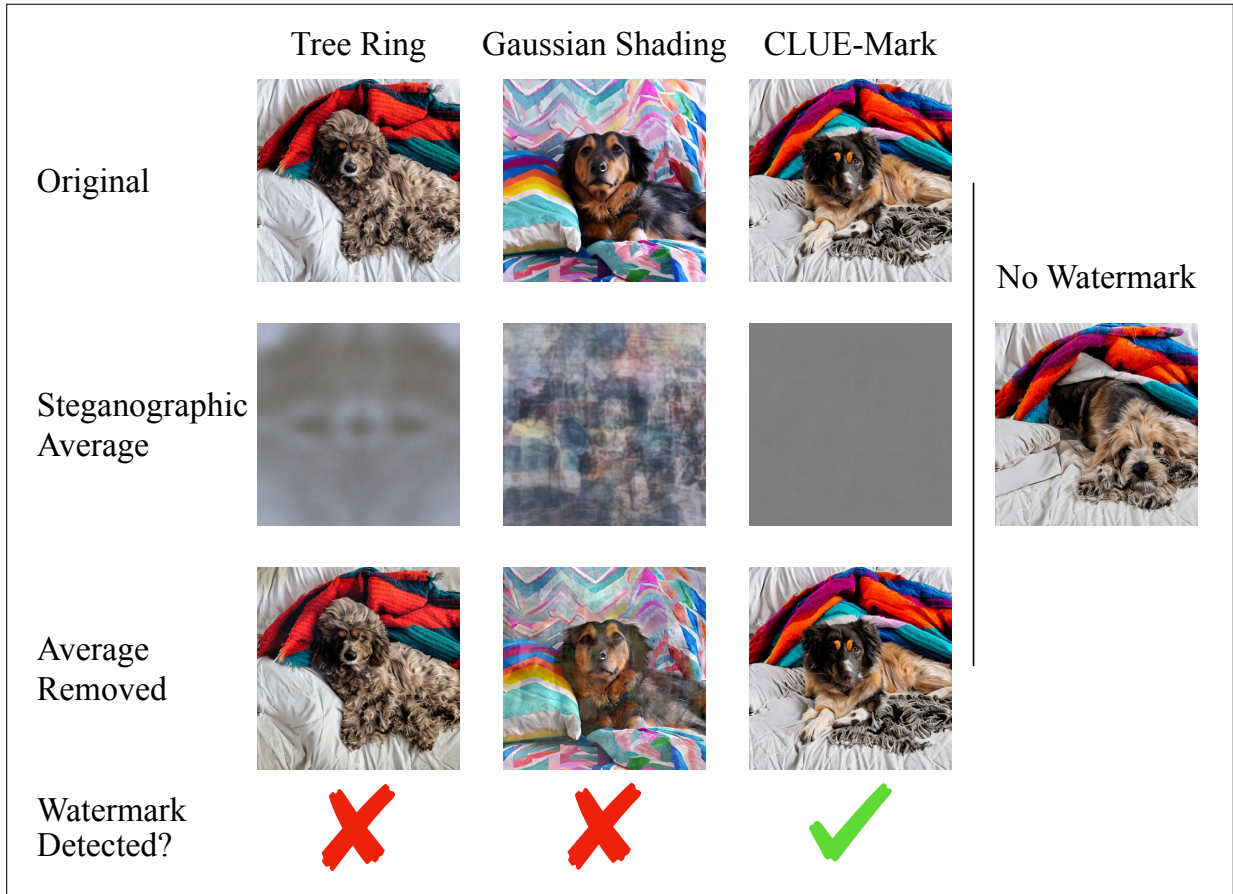 Tree Ring
Gaussian Shading
CLUE-Mark
Original
No Watermark
Steganographic
Average
Average
Removed
Watermark
Detected?